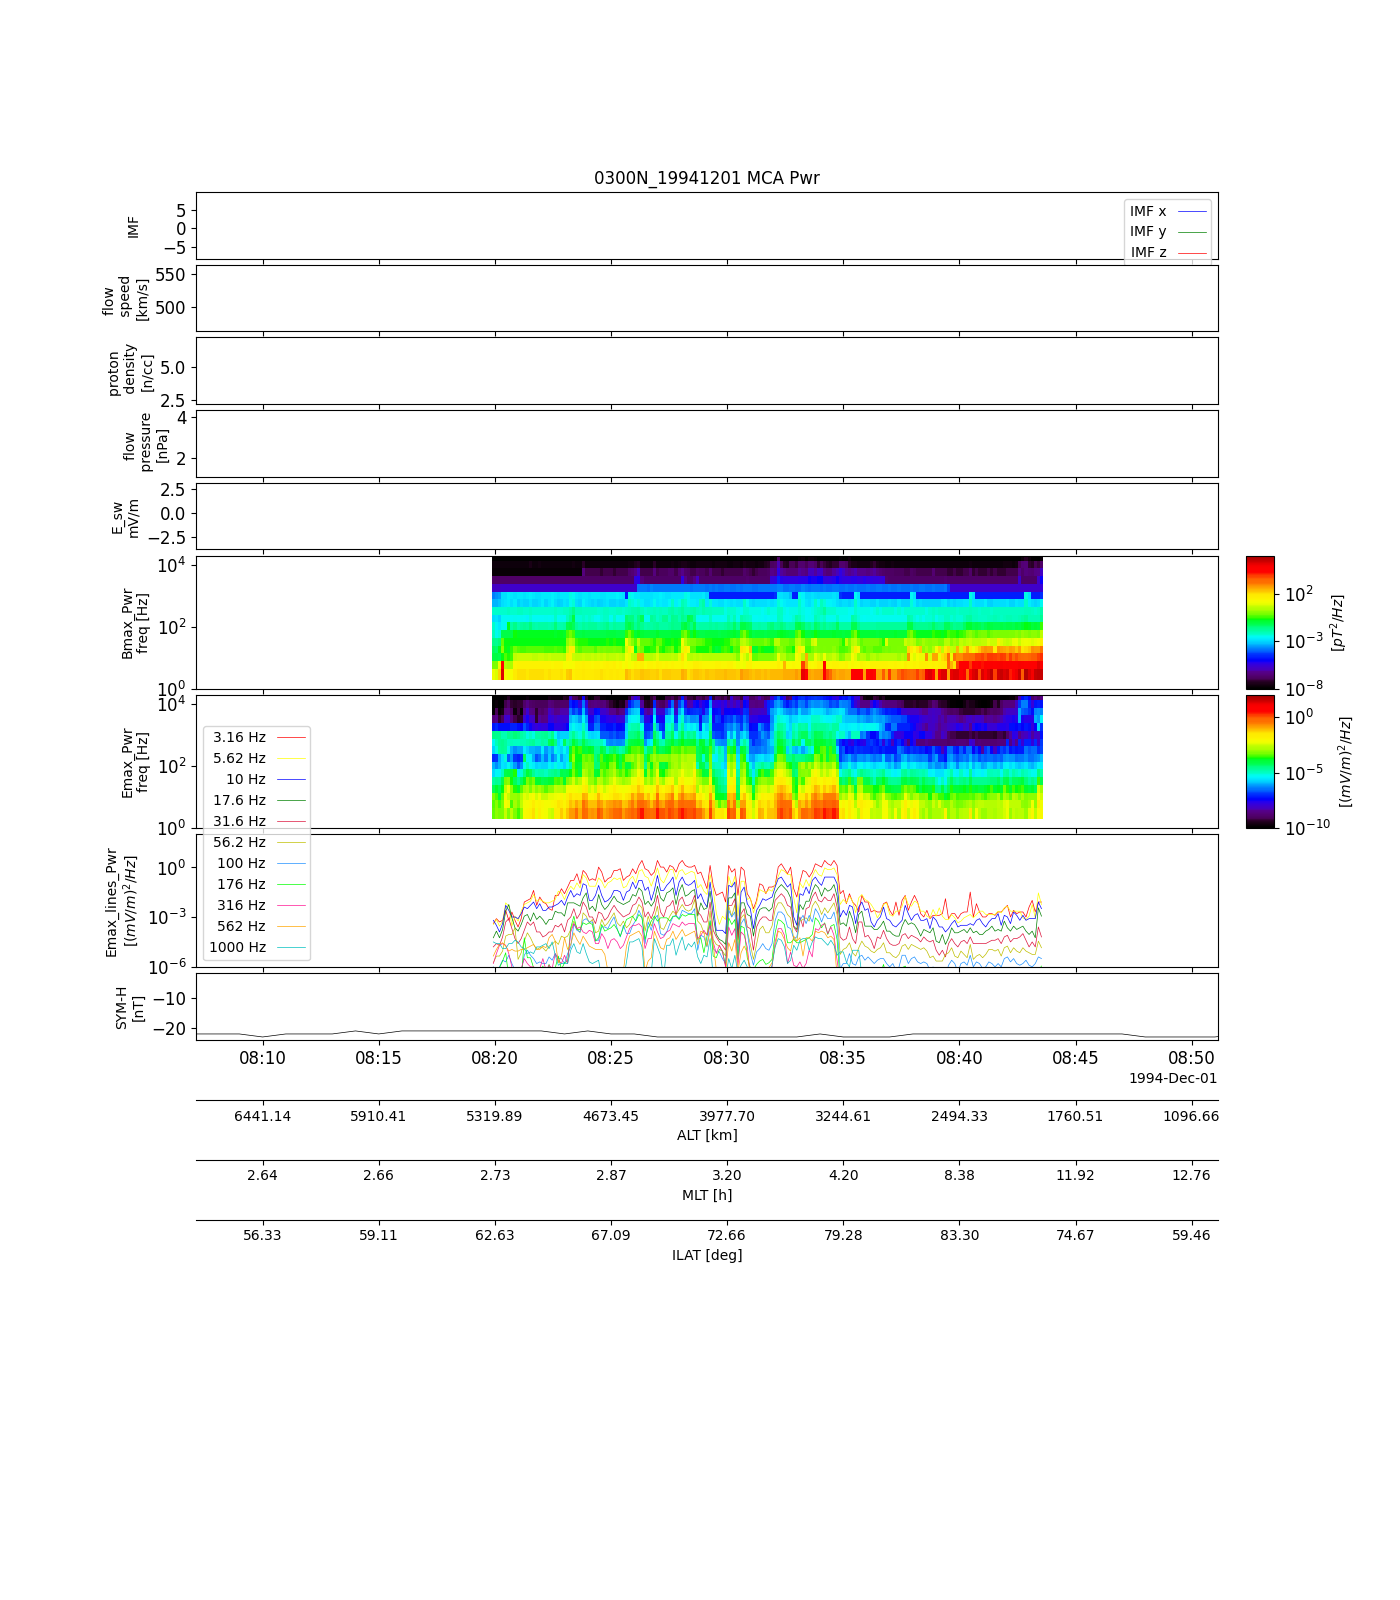 0300N_19941201 MCA Pwr
IMF
5
0
−5
IMF x
IMF y
IMF z
flow
speed
[km/s]
550
500
proton
density
[n/cc]
5.0
2.5
flow
pressure
[nPa]
4
2
E_sw
mV/m
2.5
0.0
−2.5
Bmax_Pwr
freq [Hz]
10^4
10^2
10^0
10^2
10^−3
10^−8
[pT^2/Hz]
Emax_Pwr
freq [Hz]
10^4
10^2
10^0
10^0
10^−5
10^−10
[(mV/m)^2/Hz]
3.16 Hz
5.62 Hz
10 Hz
17.6 Hz
31.6 Hz
56.2 Hz
100 Hz
176 Hz
316 Hz
562 Hz
1000 Hz
Emax_lines_Pwr
[(mV/m)^2/Hz]
10^0
10^−3
10^−6
SYM-H
[nT]
−10
−20
08:10 08:15 08:20 08:25 08:30 08:35 08:40 08:45 08:50
1994-Dec-01
6441.14 5910.41 5319.89 4673.45 3977.70 3244.61 2494.33 1760.51 1096.66
ALT [km]
2.64 2.66 2.73 2.87 3.20 4.20 8.38 11.92 12.76
MLT [h]
56.33 59.11 62.63 67.09 72.66 79.28 83.30 74.67 59.46
ILAT [deg]